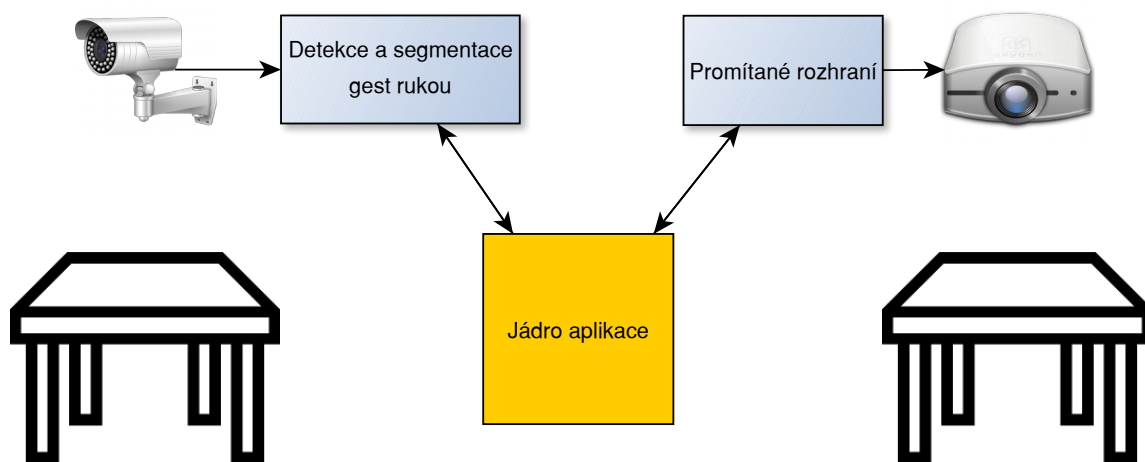 Detekce a segmentace
gest rukou
Promítané rozhraní
Jádro aplikace